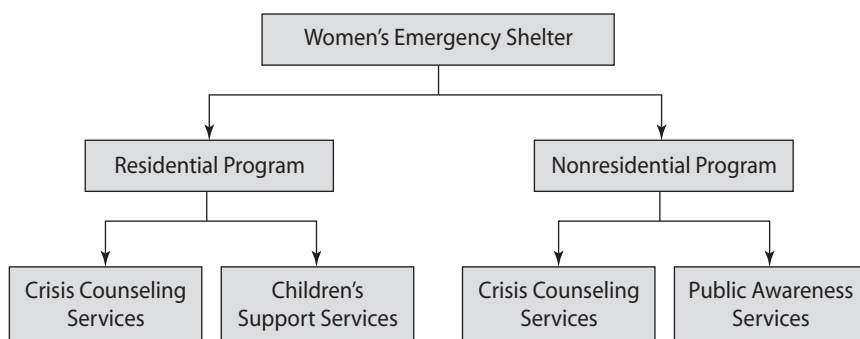 Women’s Emergency Shelter
Residential Program
Nonresidential Program
Crisis Counseling
Services
Children’s
Support Services
Crisis Counseling
Services
Public Awareness
Services